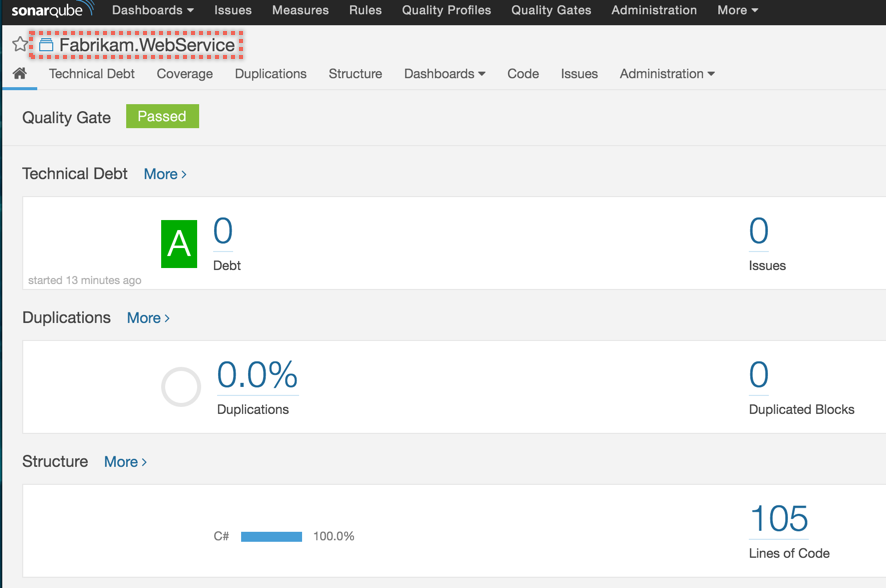 sonarqube Dashboards Issues Measures Rules Quality Profiles Quality Gates Administration More
Fabrikam.WebService
Technical Debt Coverage Duplications Structure Dashboards Code Issues Administration
Quality Gate Passed
Technical Debt More
A 0 0
Debt Issues
started 13 minutes ago
Duplications More
0.0% 0
Duplications Duplicated Blocks
Structure More
105
C# 100.0%
Lines of Code